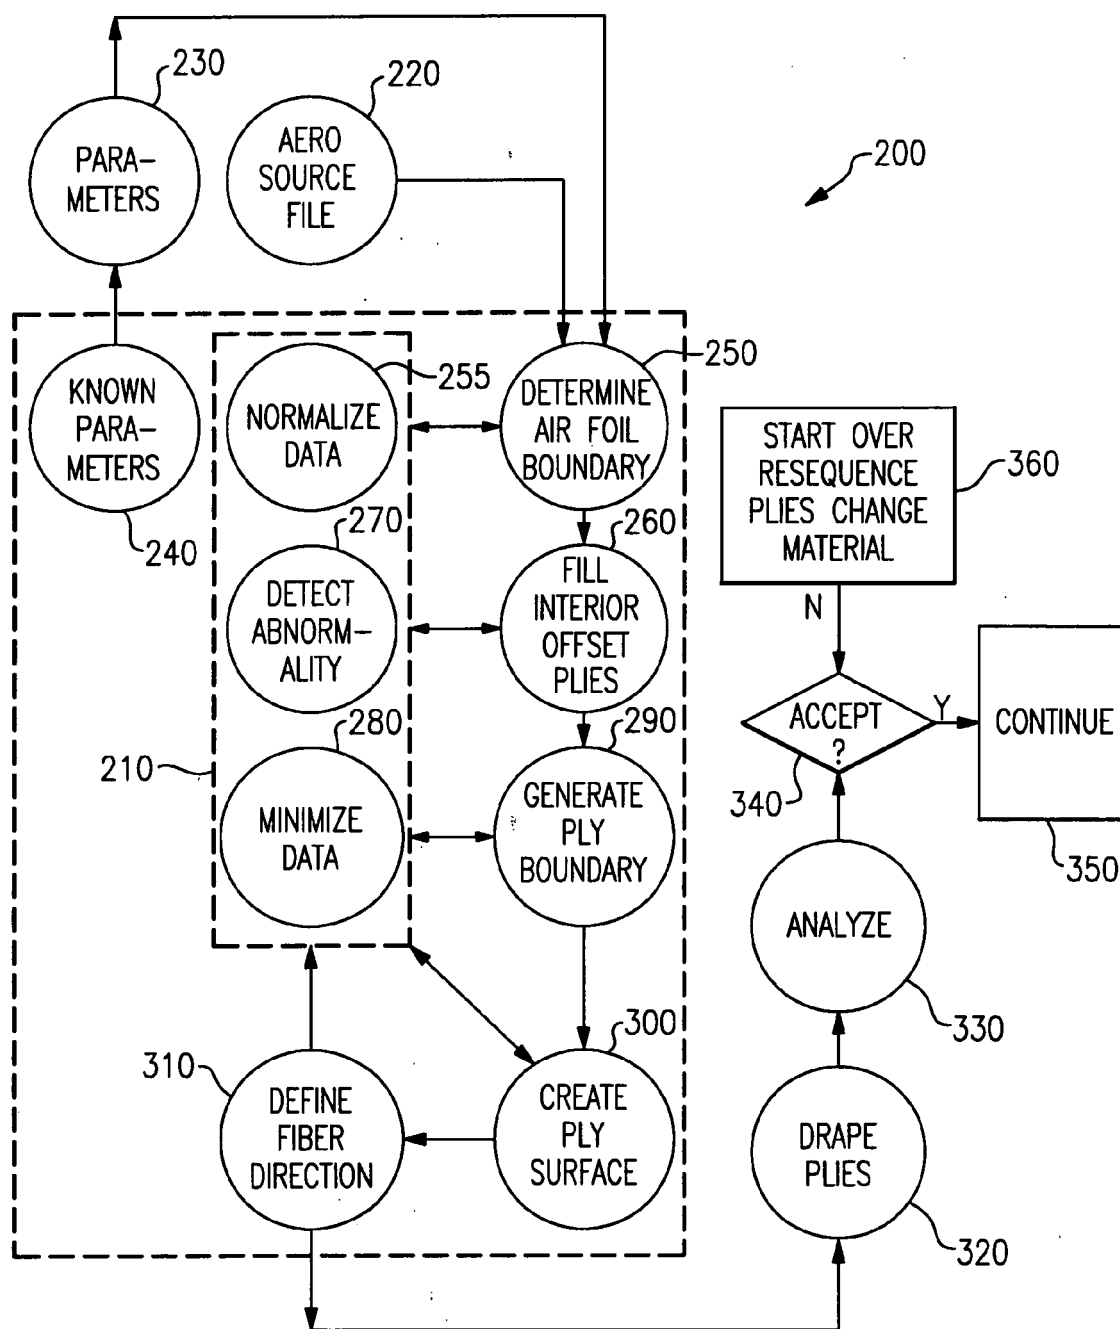 230
PARA-
METERS
220
AERO
SOURCE
FILE
200
KNOWN
PARA-
METERS
240
255
NORMALIZE
DATA
250
DETERMINE
AIR FOIL
BOUNDARY
270
DETECT
ABNORM-
ALITY
260
FILL
INTERIOR
OFFSET
PLIES
280
MINIMIZE
DATA
210
290
GENERATE
PLY
BOUNDARY
310
DEFINE
FIBER
DIRECTION
300
CREATE
PLY
SURFACE
START OVER
RESEQUENCE
PLIES CHANGE
MATERIAL
360
N
ACCEPT
?
Y
340
CONTINUE
350
ANALYZE
330
DRAPE
PLIES
320